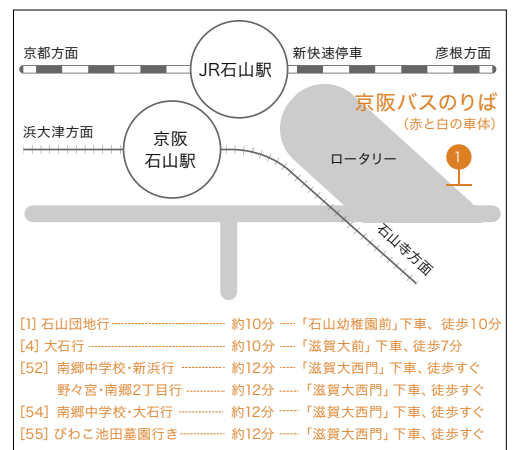 京都方面
JR石山駅
新快速停車
彦根方面
京阪バスのりば
(赤と白の車体)
浜大津方面
京阪
石山駅
ロータリー
1
石山寺方面
[1] 石山団地行 約10分 「石山幼稚園前」下車、徒歩10分
[4] 大石行 約10分 「滋賀大前」下車、徒歩7分
[52] 南郷中学校・新浜行 約12分 「滋賀大西門」下車、徒歩すぐ
野々宮・南郷2丁目行 約12分 「滋賀大西門」下車、徒歩すぐ
[54] 南郷中学校・大石行 約12分 「滋賀大西門」下車、徒歩すぐ
[55] びわこ池田墓園行き 約12分 「滋賀大西門」下車、徒歩すぐ